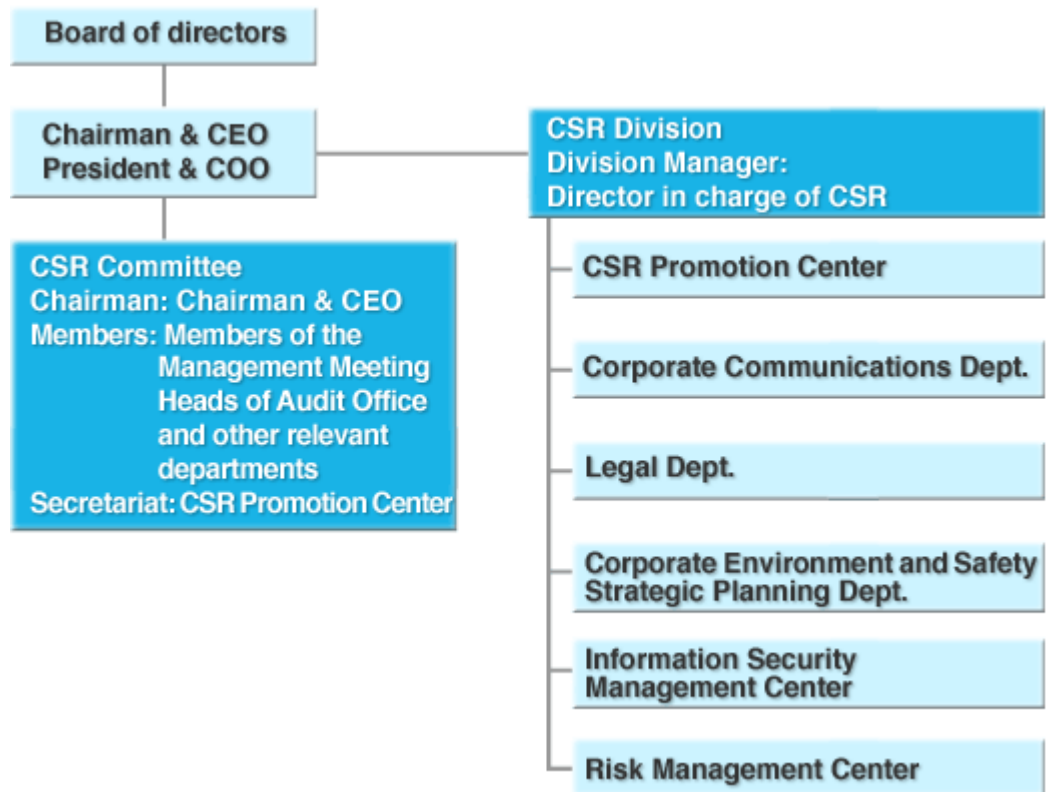 Board of directors
Chairman & CEO
President & COO
CSR Division
Division Manager:
Director in charge of CSR
CSR Committee
Chairman: Chairman & CEO
Members: Members of the
Management Meeting
Heads of Audit Office
and other relevant
departments
Secretariat: CSR Promotion Center
CSR Promotion Center
Corporate Communications Dept.
Legal Dept.
Corporate Environment and Safety
Strategic Planning Dept.
Information Security
Management Center
Risk Management Center